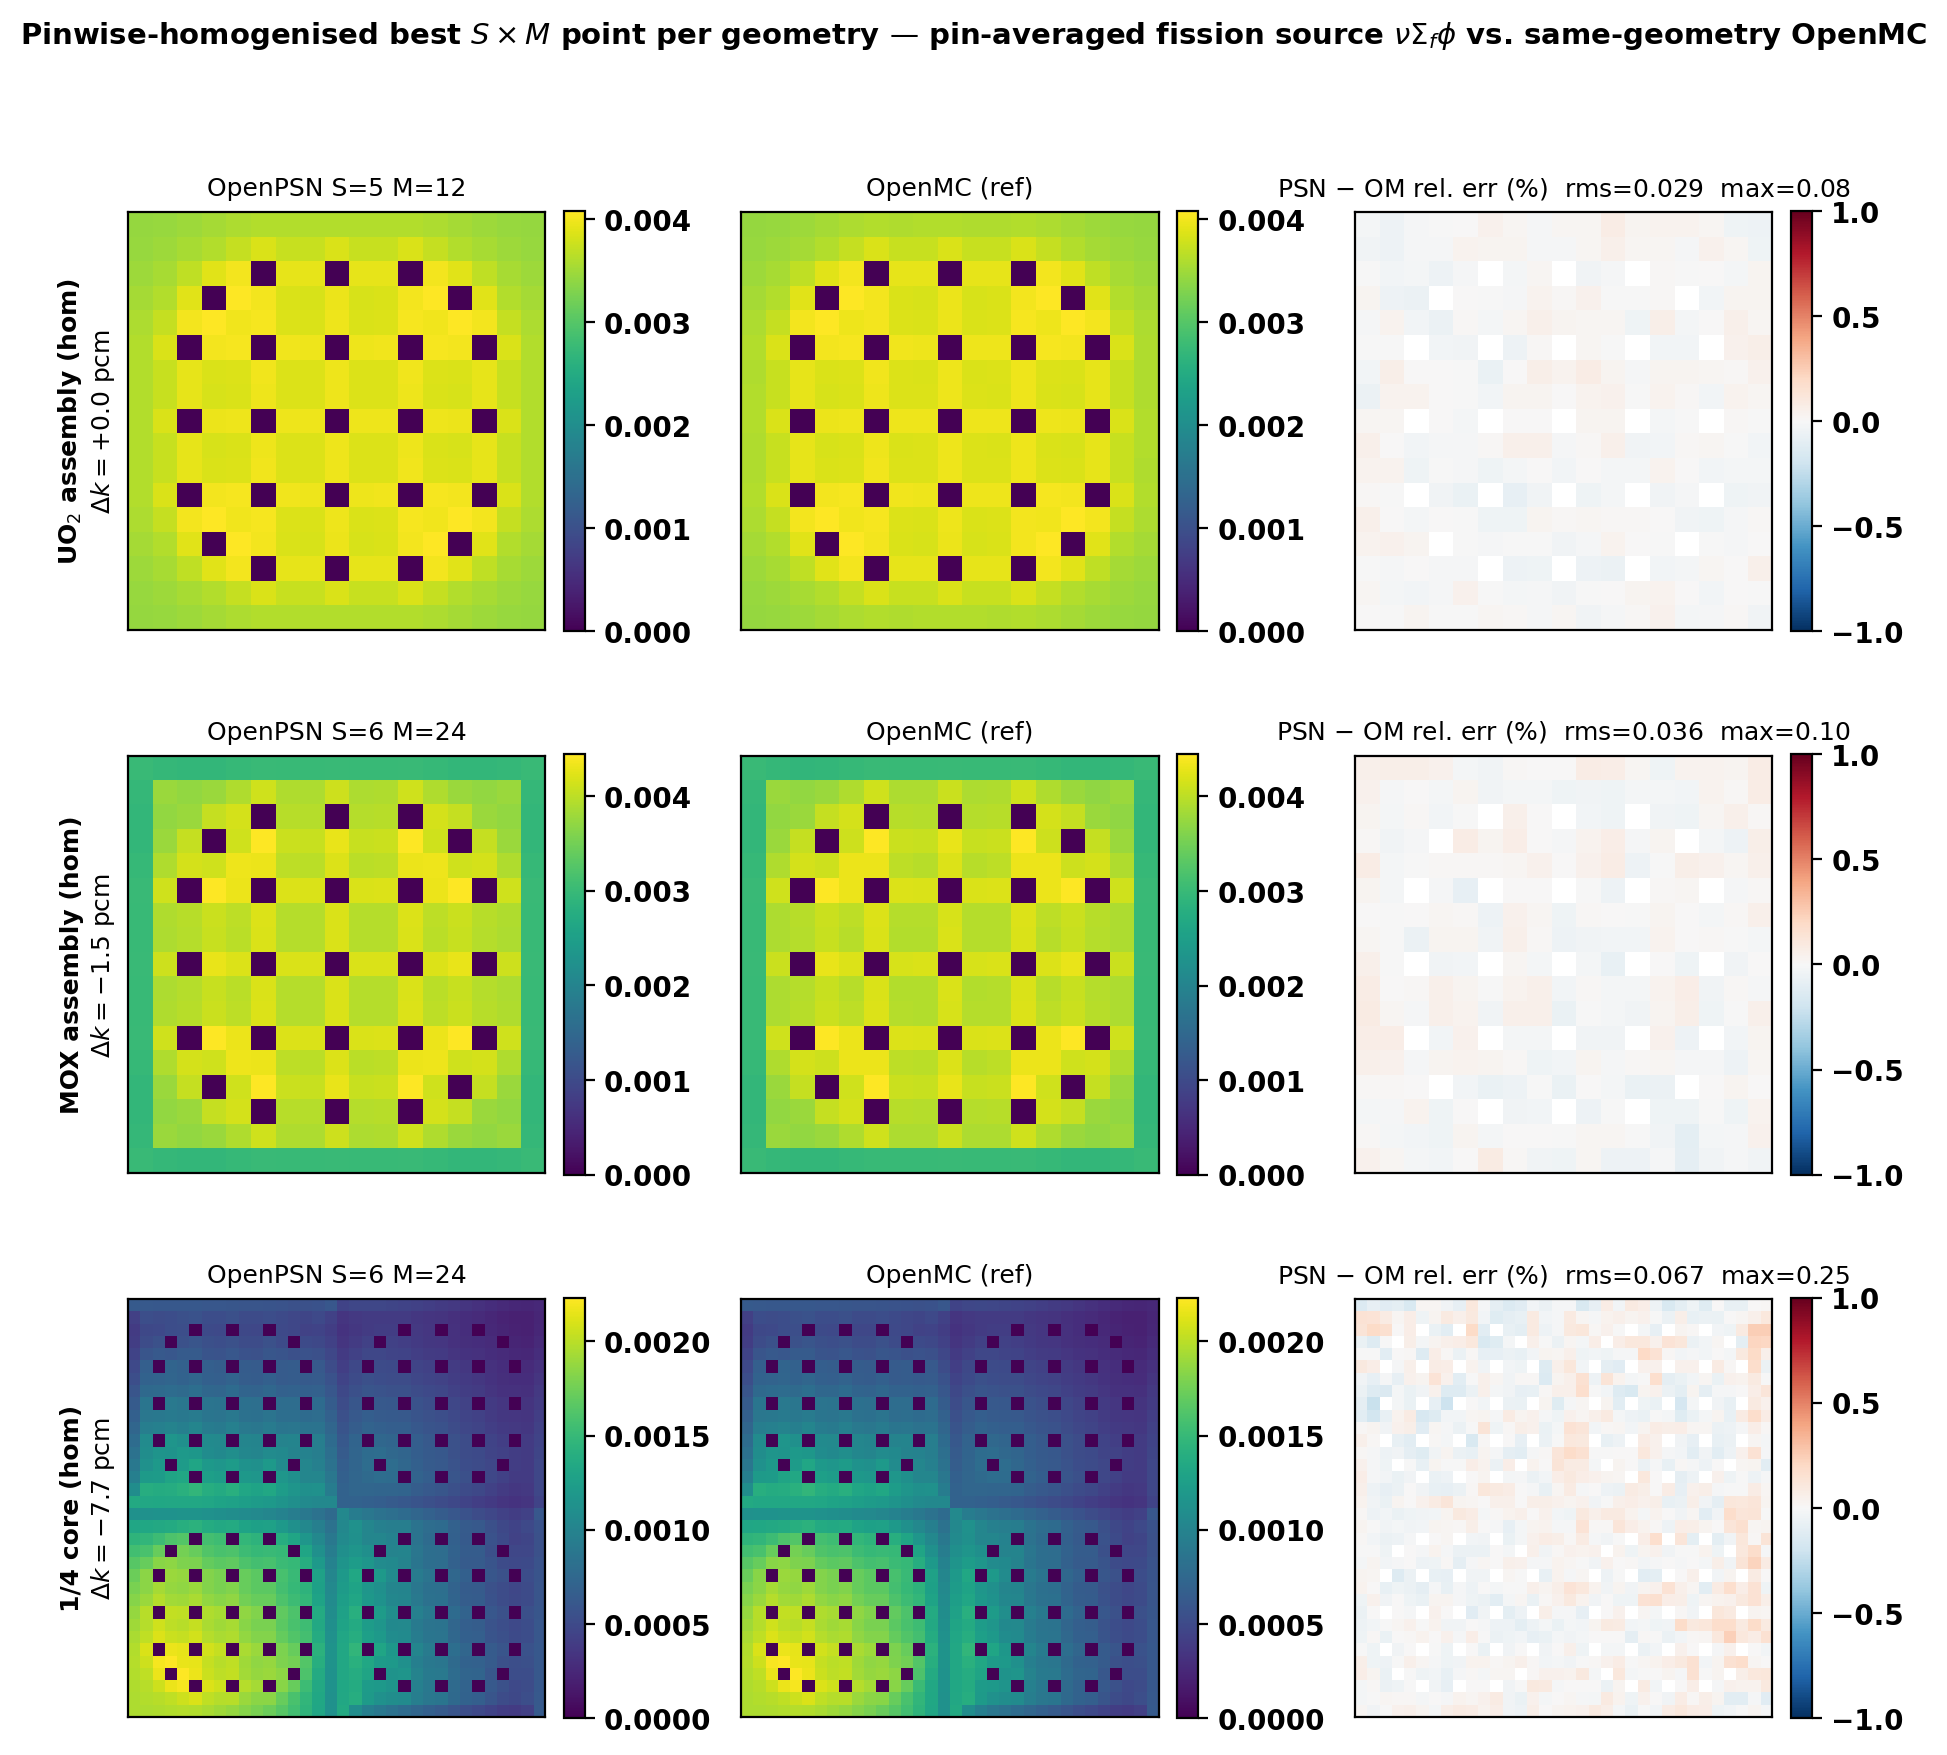 Pinwise-homogenised best S × M point per geometry — pin-averaged fission source νΣ_fϕ vs. same-geometry OpenMC
OpenPSN S=5 M=12
OpenMC (ref)
PSN − OM rel. err (%) rms=0.029 max=0.08
UO₂ assembly (hom)
Δk = +0.0 pcm
0.004
0.003
0.002
0.001
0.000
0.004
0.003
0.002
0.001
0.000
1.0
0.5
0.0
−0.5
−1.0
OpenPSN S=6 M=24
OpenMC (ref)
PSN − OM rel. err (%) rms=0.036 max=0.10
MOX assembly (hom)
Δk = −1.5 pcm
0.004
0.003
0.002
0.001
0.000
0.004
0.003
0.002
0.001
0.000
1.0
0.5
0.0
−0.5
−1.0
OpenPSN S=6 M=24
OpenMC (ref)
PSN − OM rel. err (%) rms=0.067 max=0.25
1/4 core (hom)
Δk = −7.7 pcm
0.0020
0.0015
0.0010
0.0005
0.0000
0.0020
0.0015
0.0010
0.0005
0.0000
1.0
0.5
0.0
−0.5
−1.0